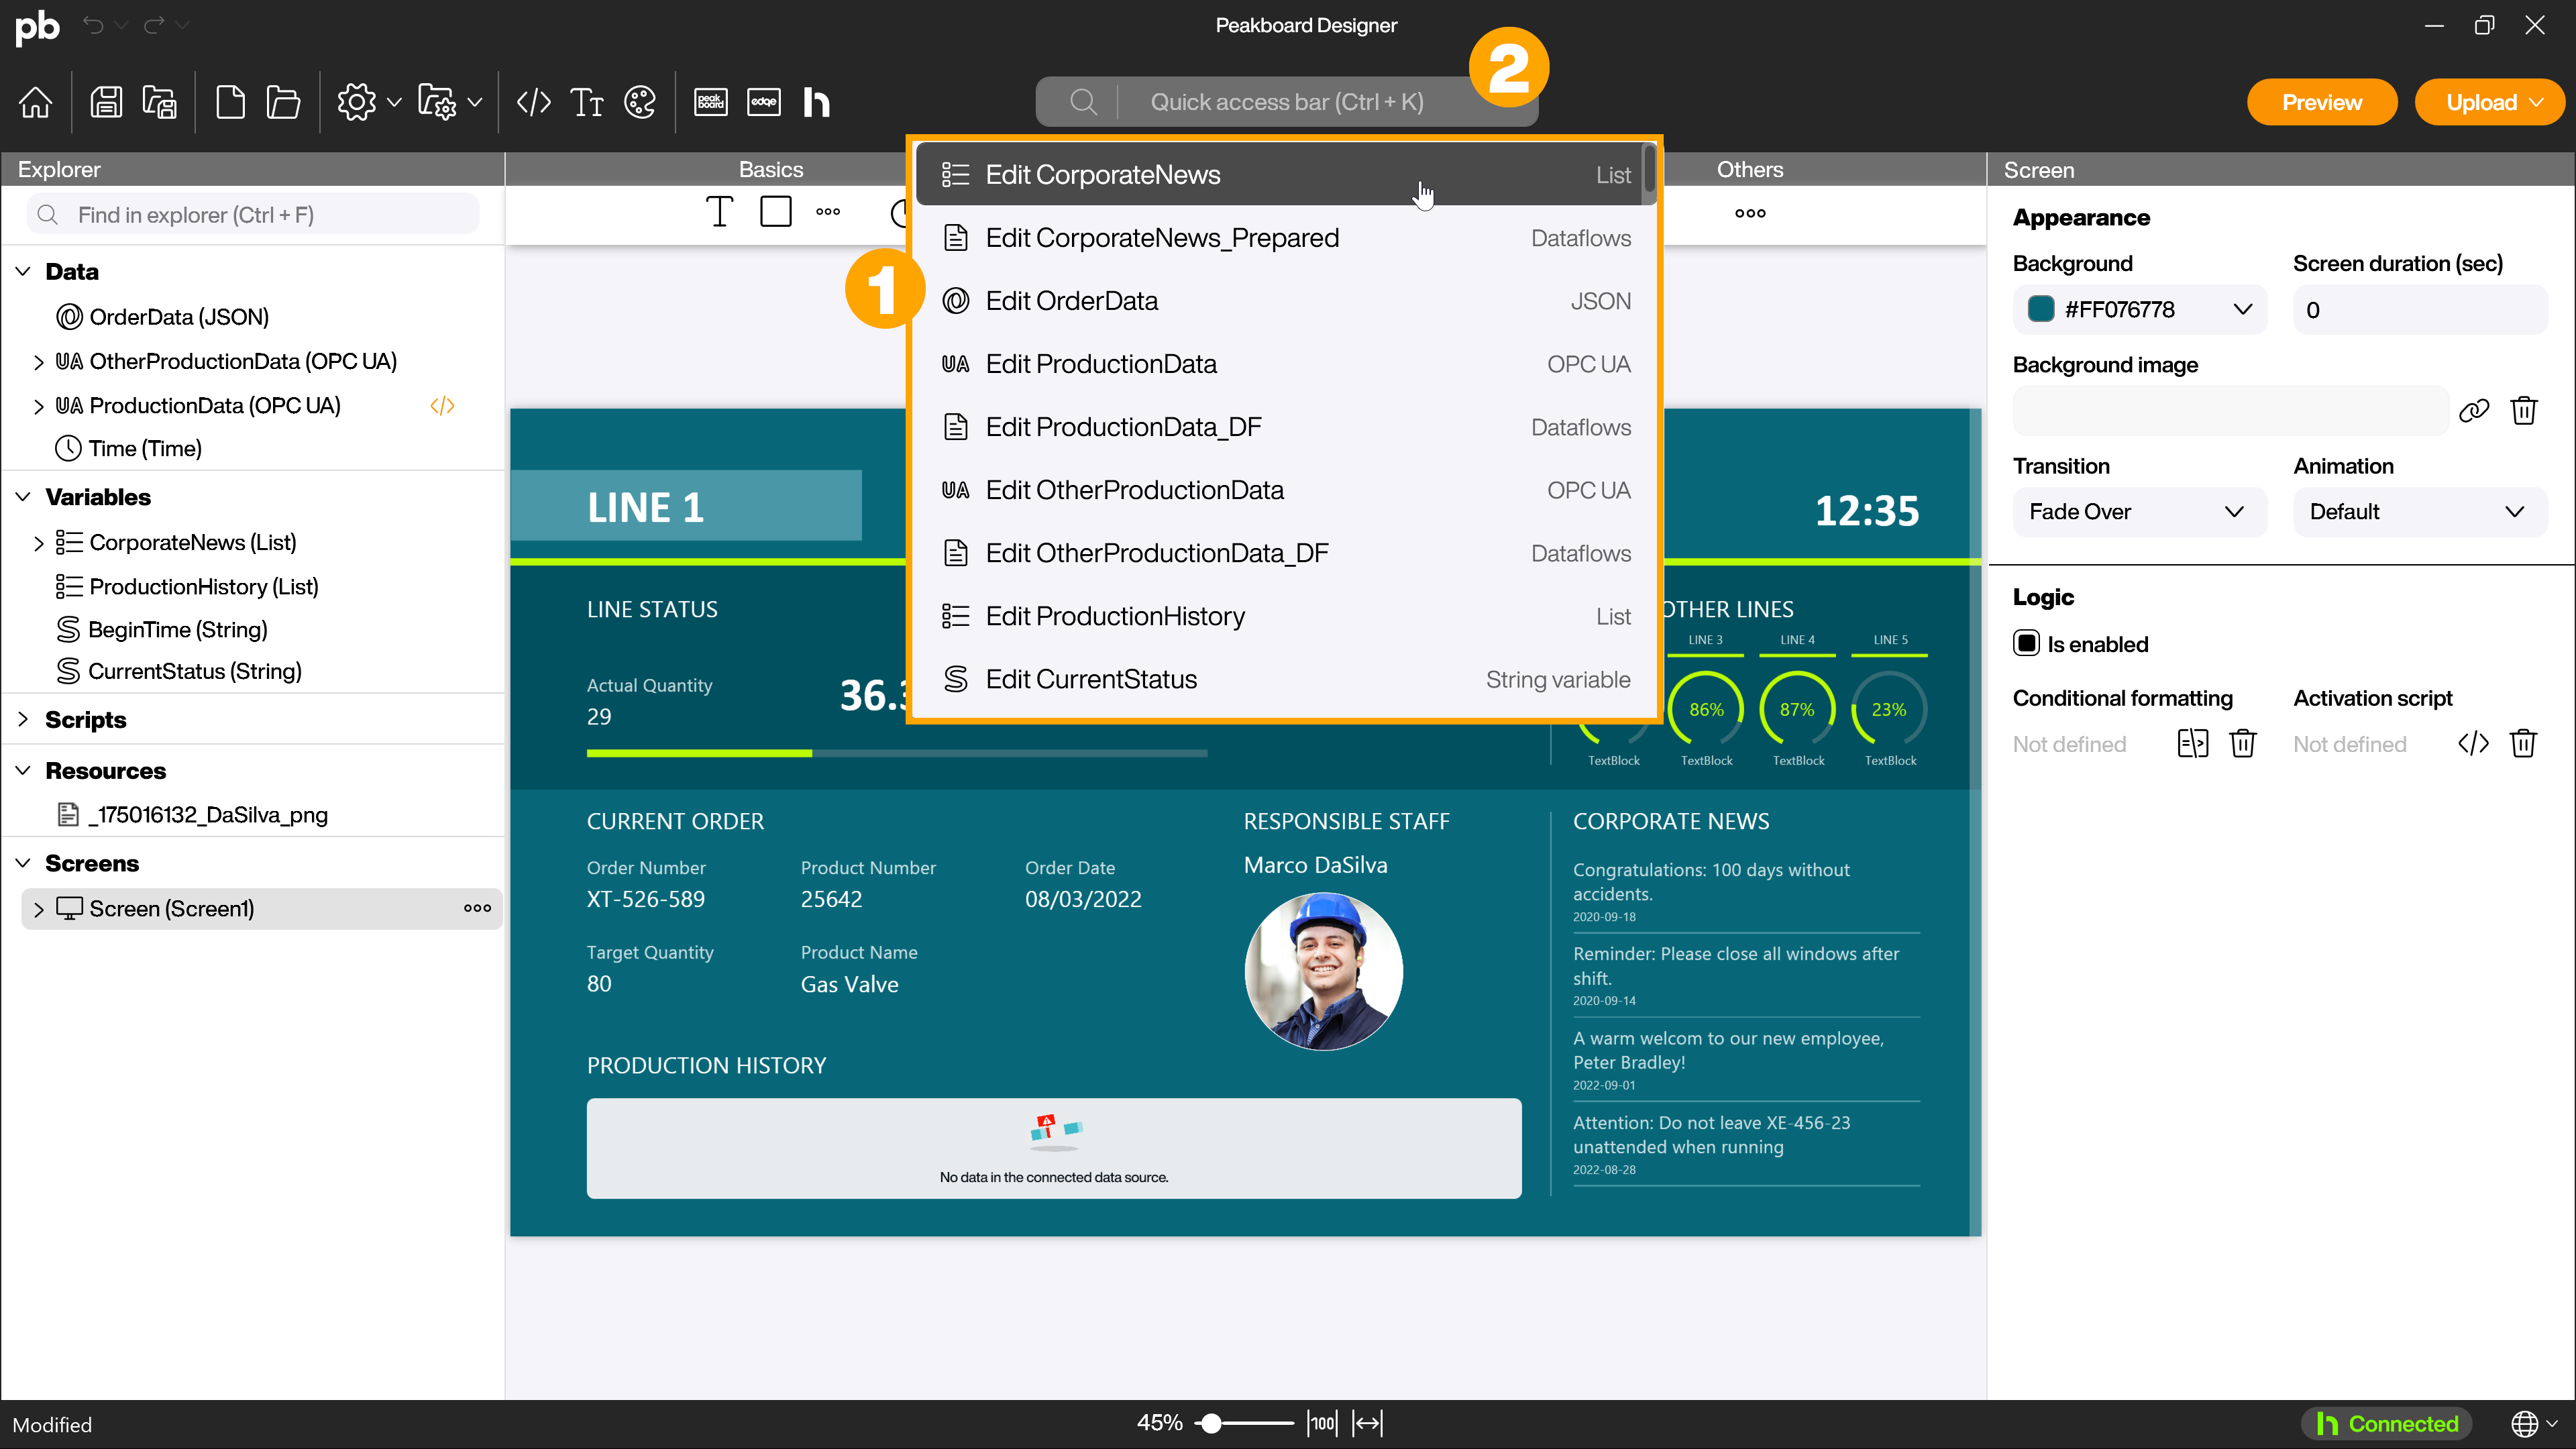 pb
Peakboard Designer
peak board
edge
h
Quick access bar (Ctrl + K)
2
Preview
Upload
Explorer
Basics
Others
Screen
Find in explorer (Ctrl + F)
Data
OrderData (JSON)
UA OtherProductionData (OPC UA)
UA ProductionData (OPC UA)
Time (Time)
Variables
CorporateNews (List)
ProductionHistory (List)
BeginTime (String)
CurrentStatus (String)
Scripts
Resources
_175016132_DaSilva_png
Screens
Screen (Screen1)
1
Edit CorporateNews List
Edit CorporateNews_Prepared Dataflows
Edit OrderData JSON
UA Edit ProductionData OPC UA
Edit ProductionData_DF Dataflows
UA Edit OtherProductionData OPC UA
Edit OtherProductionData_DF Dataflows
Edit ProductionHistory List
Edit CurrentStatus String variable
LINE 1
12:35
LINE STATUS
Actual Quantity
29
36.
OTHER LINES
LINE 3
LINE 4
LINE 5
86%
87%
23%
TextBlock
TextBlock
TextBlock
TextBlock
CURRENT ORDER
Order Number
XT-526-589
Product Number
25642
Order Date
08/03/2022
Target Quantity
80
Product Name
Gas Valve
RESPONSIBLE STAFF
Marco DaSilva
PRODUCTION HISTORY
No data in the connected data source.
CORPORATE NEWS
Congratulations: 100 days without
accidents.
2020-09-18
Reminder: Please close all windows after
shift.
2020-09-14
A warm welcom to our new employee,
Peter Bradley!
2022-09-01
Attention: Do not leave XE-456-23
unattended when running
2022-08-28
Appearance
Background
Screen duration (sec)
#FF076778
0
Background image
Transition
Animation
Fade Over
Default
Logic
Is enabled
Conditional formatting
Activation script
Not defined
Not defined
Modified
45%
100
h Connected